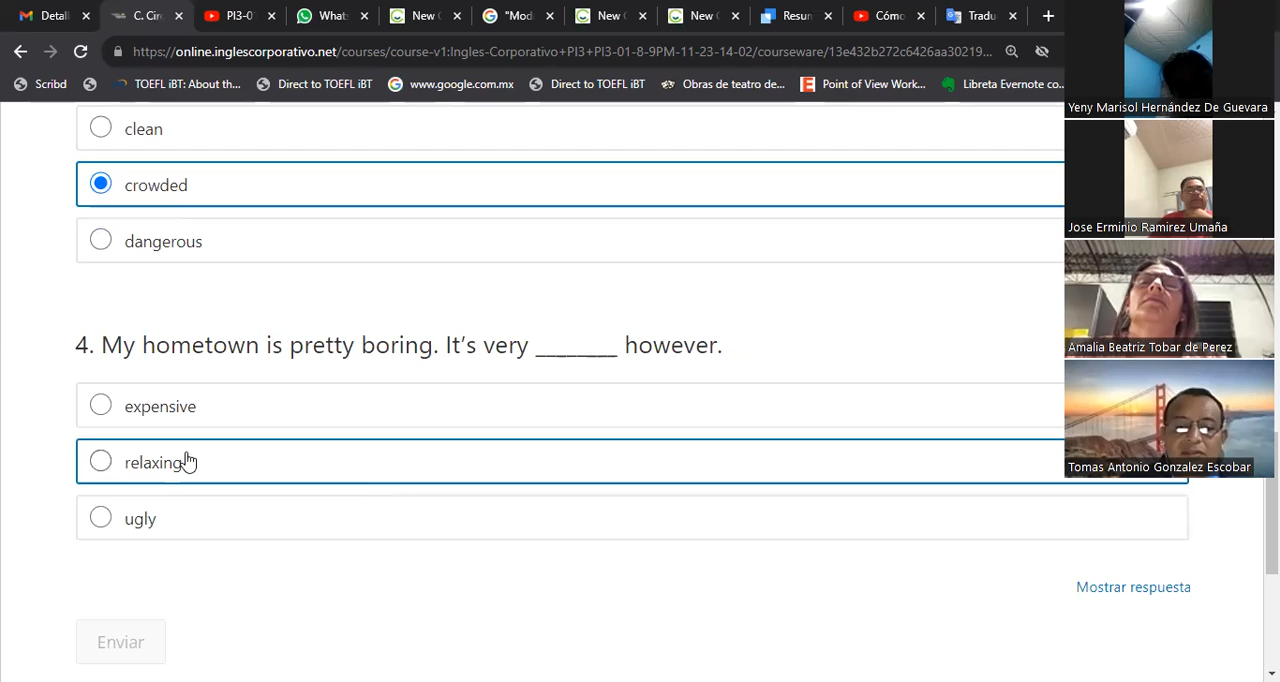 Detail
C. Circ
PI3-0
Whats
New
"Mod
New
New
Resun
Cómo
Tradu
https://online.inglescorporativo.net/courses/course-v1:Ingles-Corporativo+PI3+PI3-01-8-9PM-11-23-14-02/courseware/13e432b272c6426aa30219...
Scribd
TOEFL iBT: About th...
Direct to TOEFL iBT
www.google.com.mx
Direct to TOEFL iBT
Obras de teatro de...
Point of View Work...
Libreta Evernote co...
clean
crowded
dangerous
4. My hometown is pretty boring. It's very ________ however.
expensive
relaxing
ugly
Mostrar respuesta
Enviar
Yeny Marisol Hernández De Guevara
Jose Erminio Ramirez Umaña
Amalia Beatriz Tobar de Perez
Tomas Antonio Gonzalez Escobar